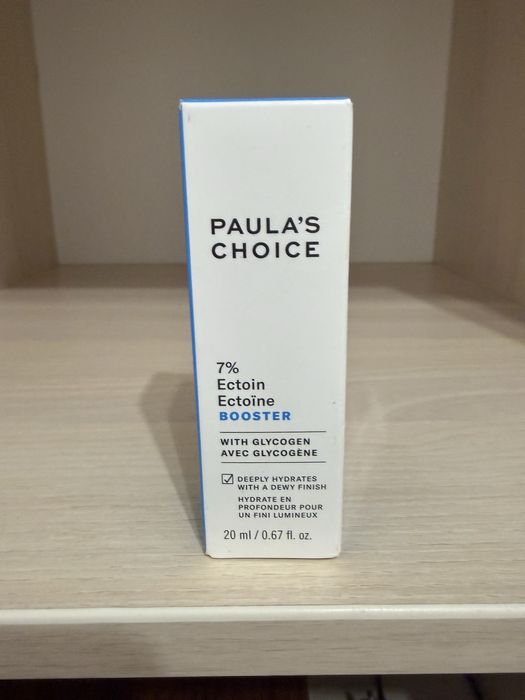 PAULA'S
CHOICE
7%
Ectoin
Ectoïne
BOOSTER
WITH GLYCOGEN
AVEC GLYCOGÈNE
DEEPLY HYDRATES
WITH A DEWY FINISH
HYDRATE EN
PROFONDEUR POUR
UN FINI LUMINEUX
20 ml / 0.67 fl. oz.